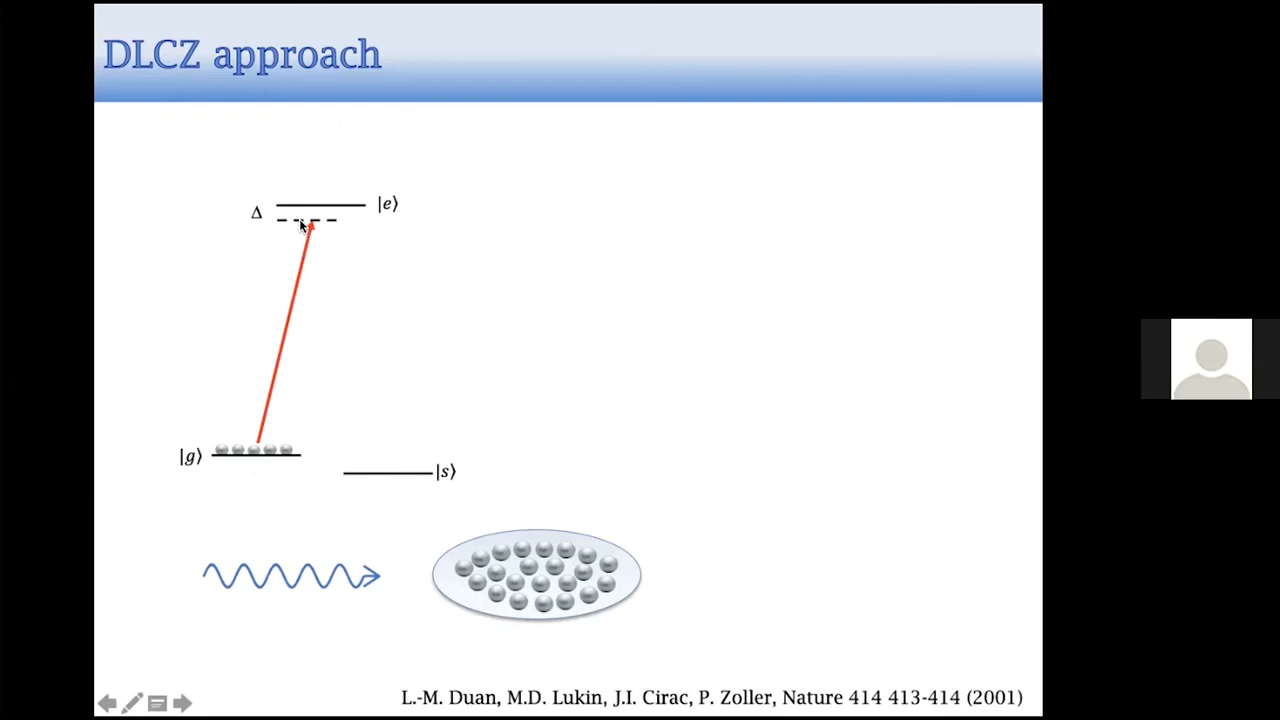 DLCZ approach
Δ
|e⟩
|g⟩
|s⟩
L.-M. Duan, M.D. Lukin, J.I. Cirac, P. Zoller, Nature 414 413-414 (2001)